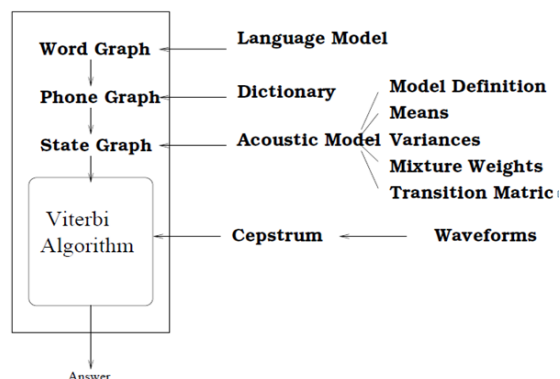 Word Graph
Language Model
Phone Graph
Dictionary
State Graph
Acoustic Model
Model Definition
Means
Variances
Mixture Weights
Transition Matric
Viterbi
Algorithm
Cepstrum
Waveforms
Answer